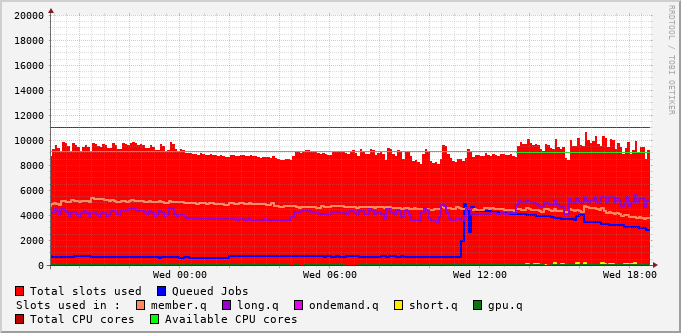 RRDTOOL / TOBI OETIKER
20000
18000
16000
14000
12000
10000
8000
6000
4000
2000
0
Wed 00:00 Wed 06:00 Wed 12:00 Wed 18:00
Total slots used Queued Jobs
Slots used in : member.q long.q ondemand.q short.q gpu.q
Total CPU cores Available CPU cores